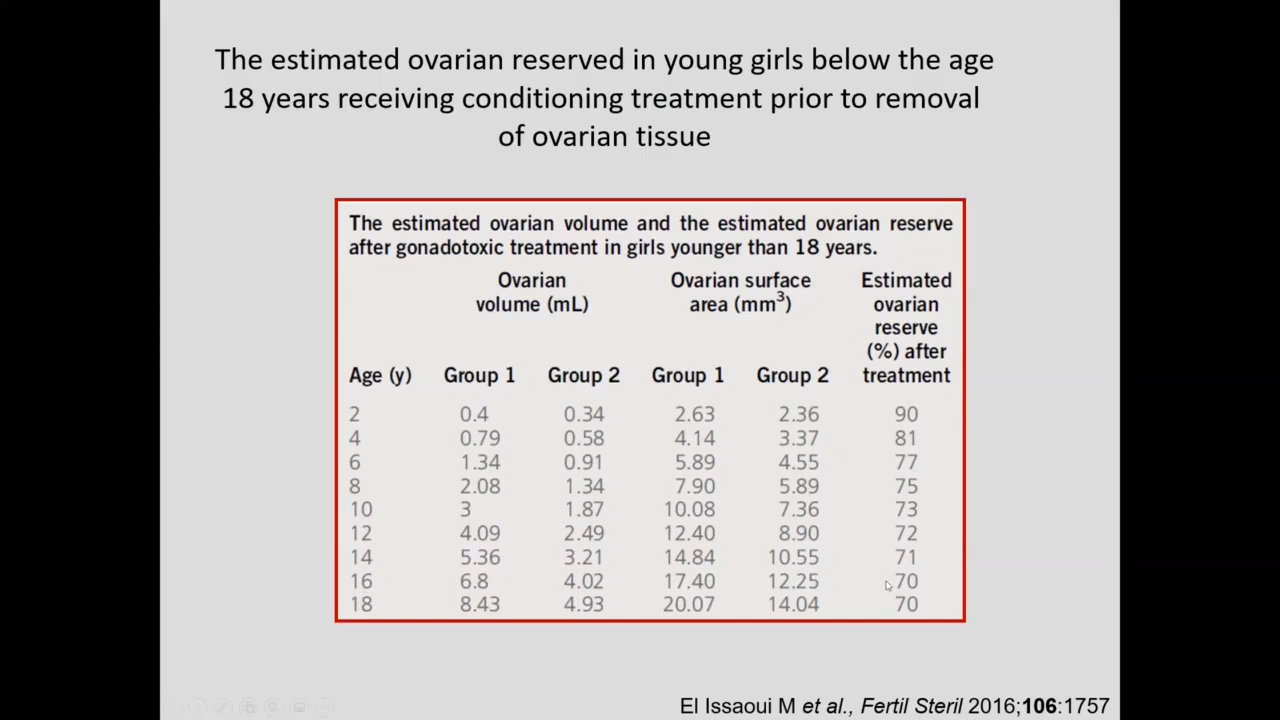 The estimated ovarian reserved in young girls below the age
18 years receiving conditioning treatment prior to removal
of ovarian tissue
The estimated ovarian volume and the estimated ovarian reserve
after gonadotoxic treatment in girls younger than 18 years.
Ovarian volume (mL) Ovarian surface area (mm³) Estimated ovarian reserve (%) after treatment
Age (y) Group 1 Group 2 Group 1 Group 2
2 0.4 0.34 2.63 2.36 90
4 0.79 0.58 4.14 3.37 81
6 1.34 0.91 5.89 4.55 77
8 2.08 1.34 7.90 5.89 75
10 3 1.87 10.08 7.36 73
12 4.09 2.49 12.40 8.90 72
14 5.36 3.21 14.84 10.55 71
16 6.8 4.02 17.40 12.25 70
18 8.43 4.93 20.07 14.04 70
El Issaoui M et al., Fertil Steril 2016;106:1757